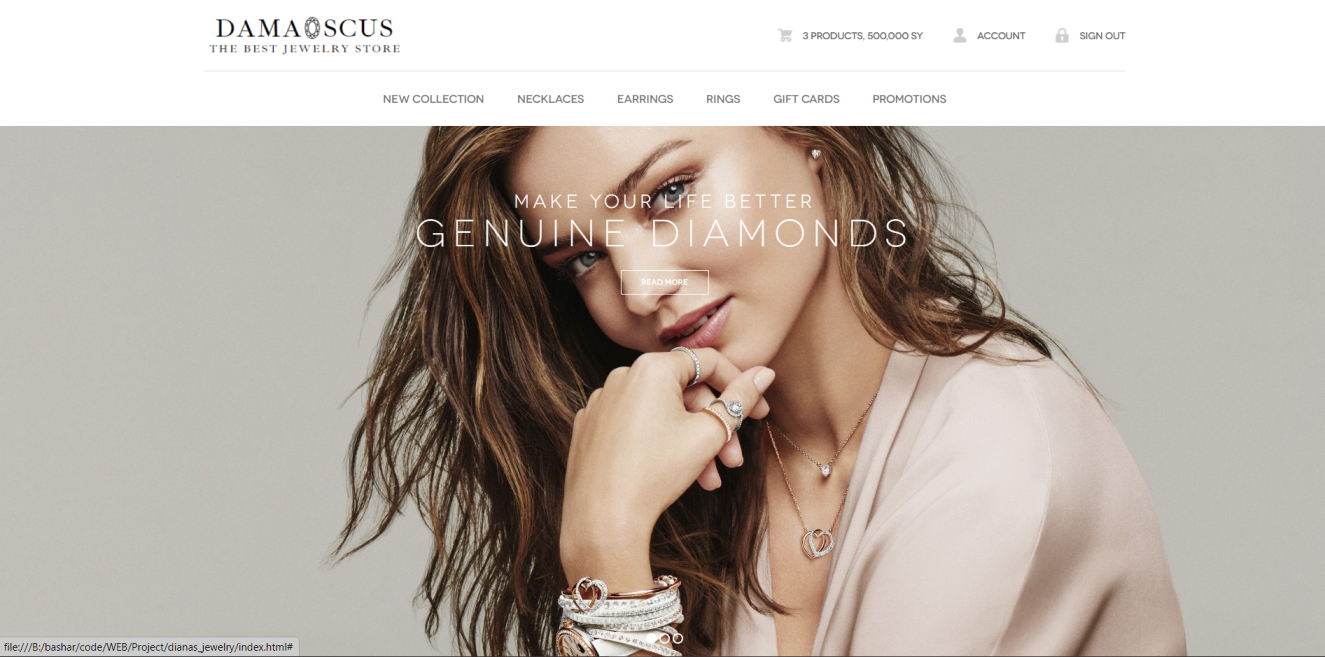 DAMASCUS
THE BEST JEWELRY STORE
3 PRODUCTS, 500,000 SY
ACCOUNT
SIGN OUT
NEW COLLECTION NECKLACES EARRINGS RINGS GIFT CARDS PROMOTIONS
MAKE YOUR LIFE BETTER
GENUINE DIAMONDS
READ MORE
file:///B:/bashar/code/WEB/Project/dianas_jewelry/index.html#